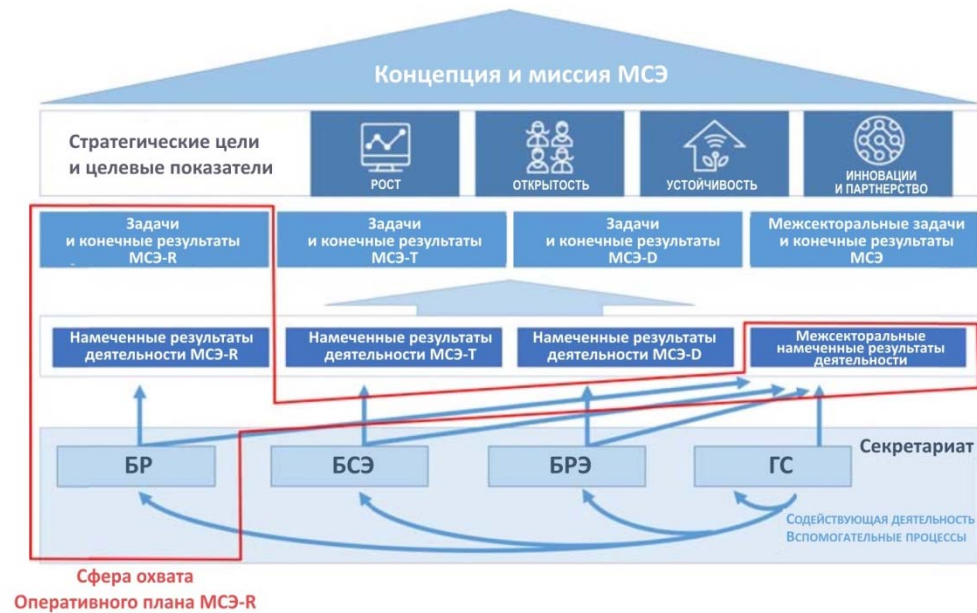 Концепция и миссия МСЭ
Стратегические цели
и целевые показатели
РОСТ
ОТКРЫТОСТЬ
УСТОЙЧИВОСТЬ
ИННОВАЦИИ
И ПАРТНЕРСТВО
Задачи
и конечные результаты
МСЭ-R
Задачи
и конечные результаты
МСЭ-T
Задачи
и конечные результаты
МСЭ-D
Межсекторальные задачи
и конечные результаты
МСЭ
Намеченные результаты
деятельности МСЭ-R
Намеченные результаты
деятельности МСЭ-T
Намеченные результаты
деятельности МСЭ-D
Межсекторальные
намеченные результаты
деятельности
Секретариат
БР
БСЭ
БРЭ
ГС
Содействующая деятельность
Вспомогательные процессы
Сфера охвата
Оперативного плана МСЭ-R